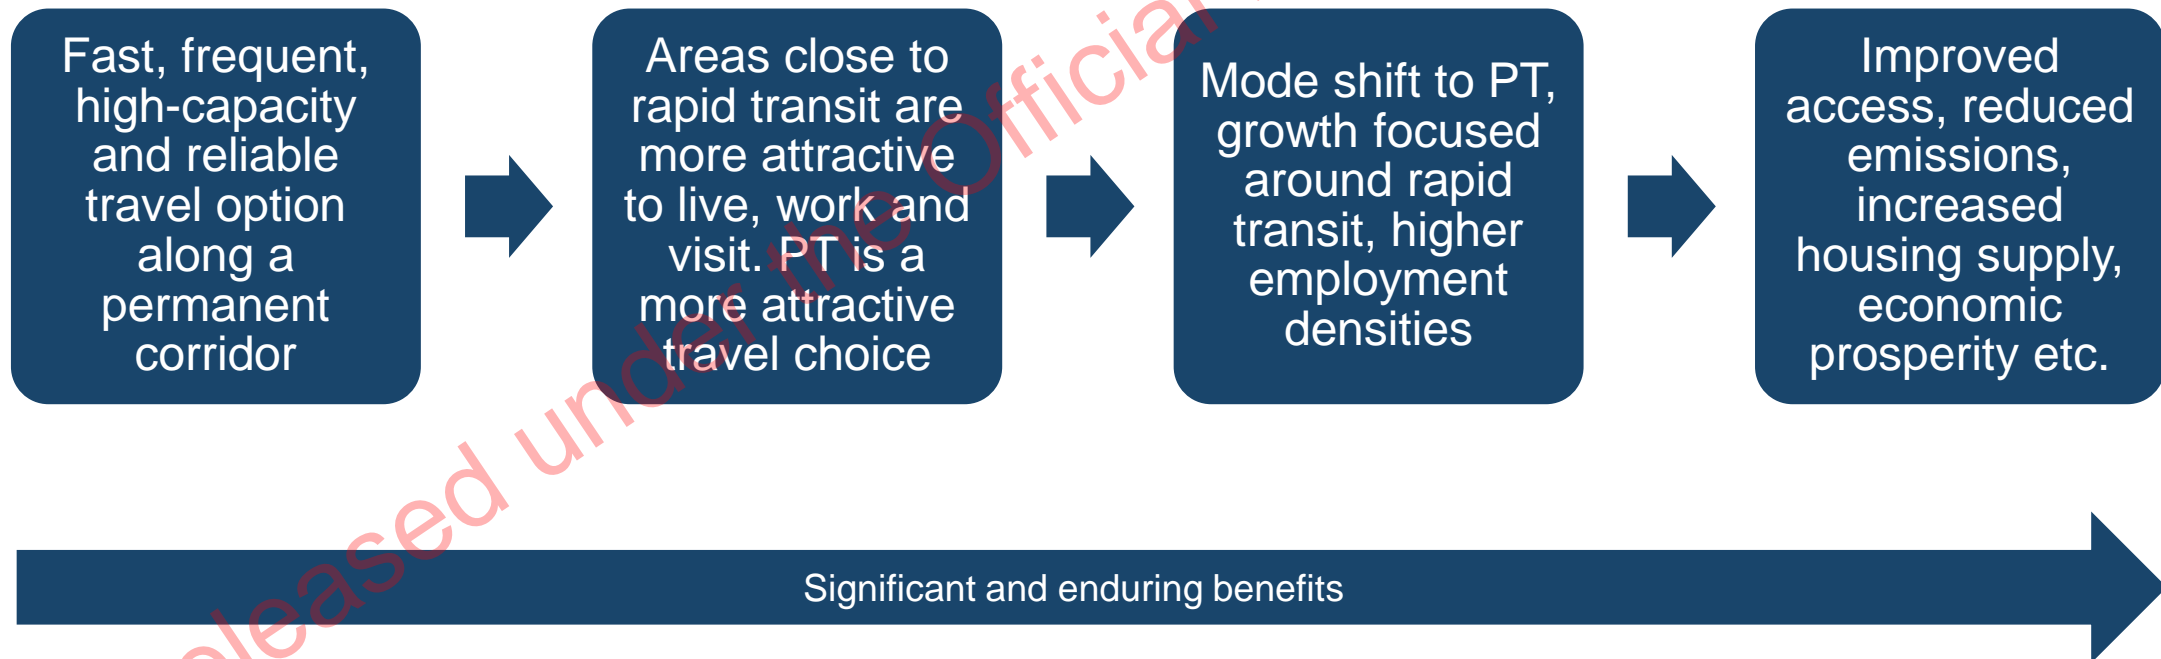 Fast, frequent,
high-capacity
and reliable
travel option
along a
permanent
corridor
Areas close to
rapid transit are
more attractive
to live, work and
visit. PT is a
more attractive
travel choice
Mode shift to PT,
growth focused
around rapid
transit, higher
employment
densities
Improved
access, reduced
emissions,
increased
housing supply,
economic
prosperity etc.
Significant and enduring benefits
eleased under the Official